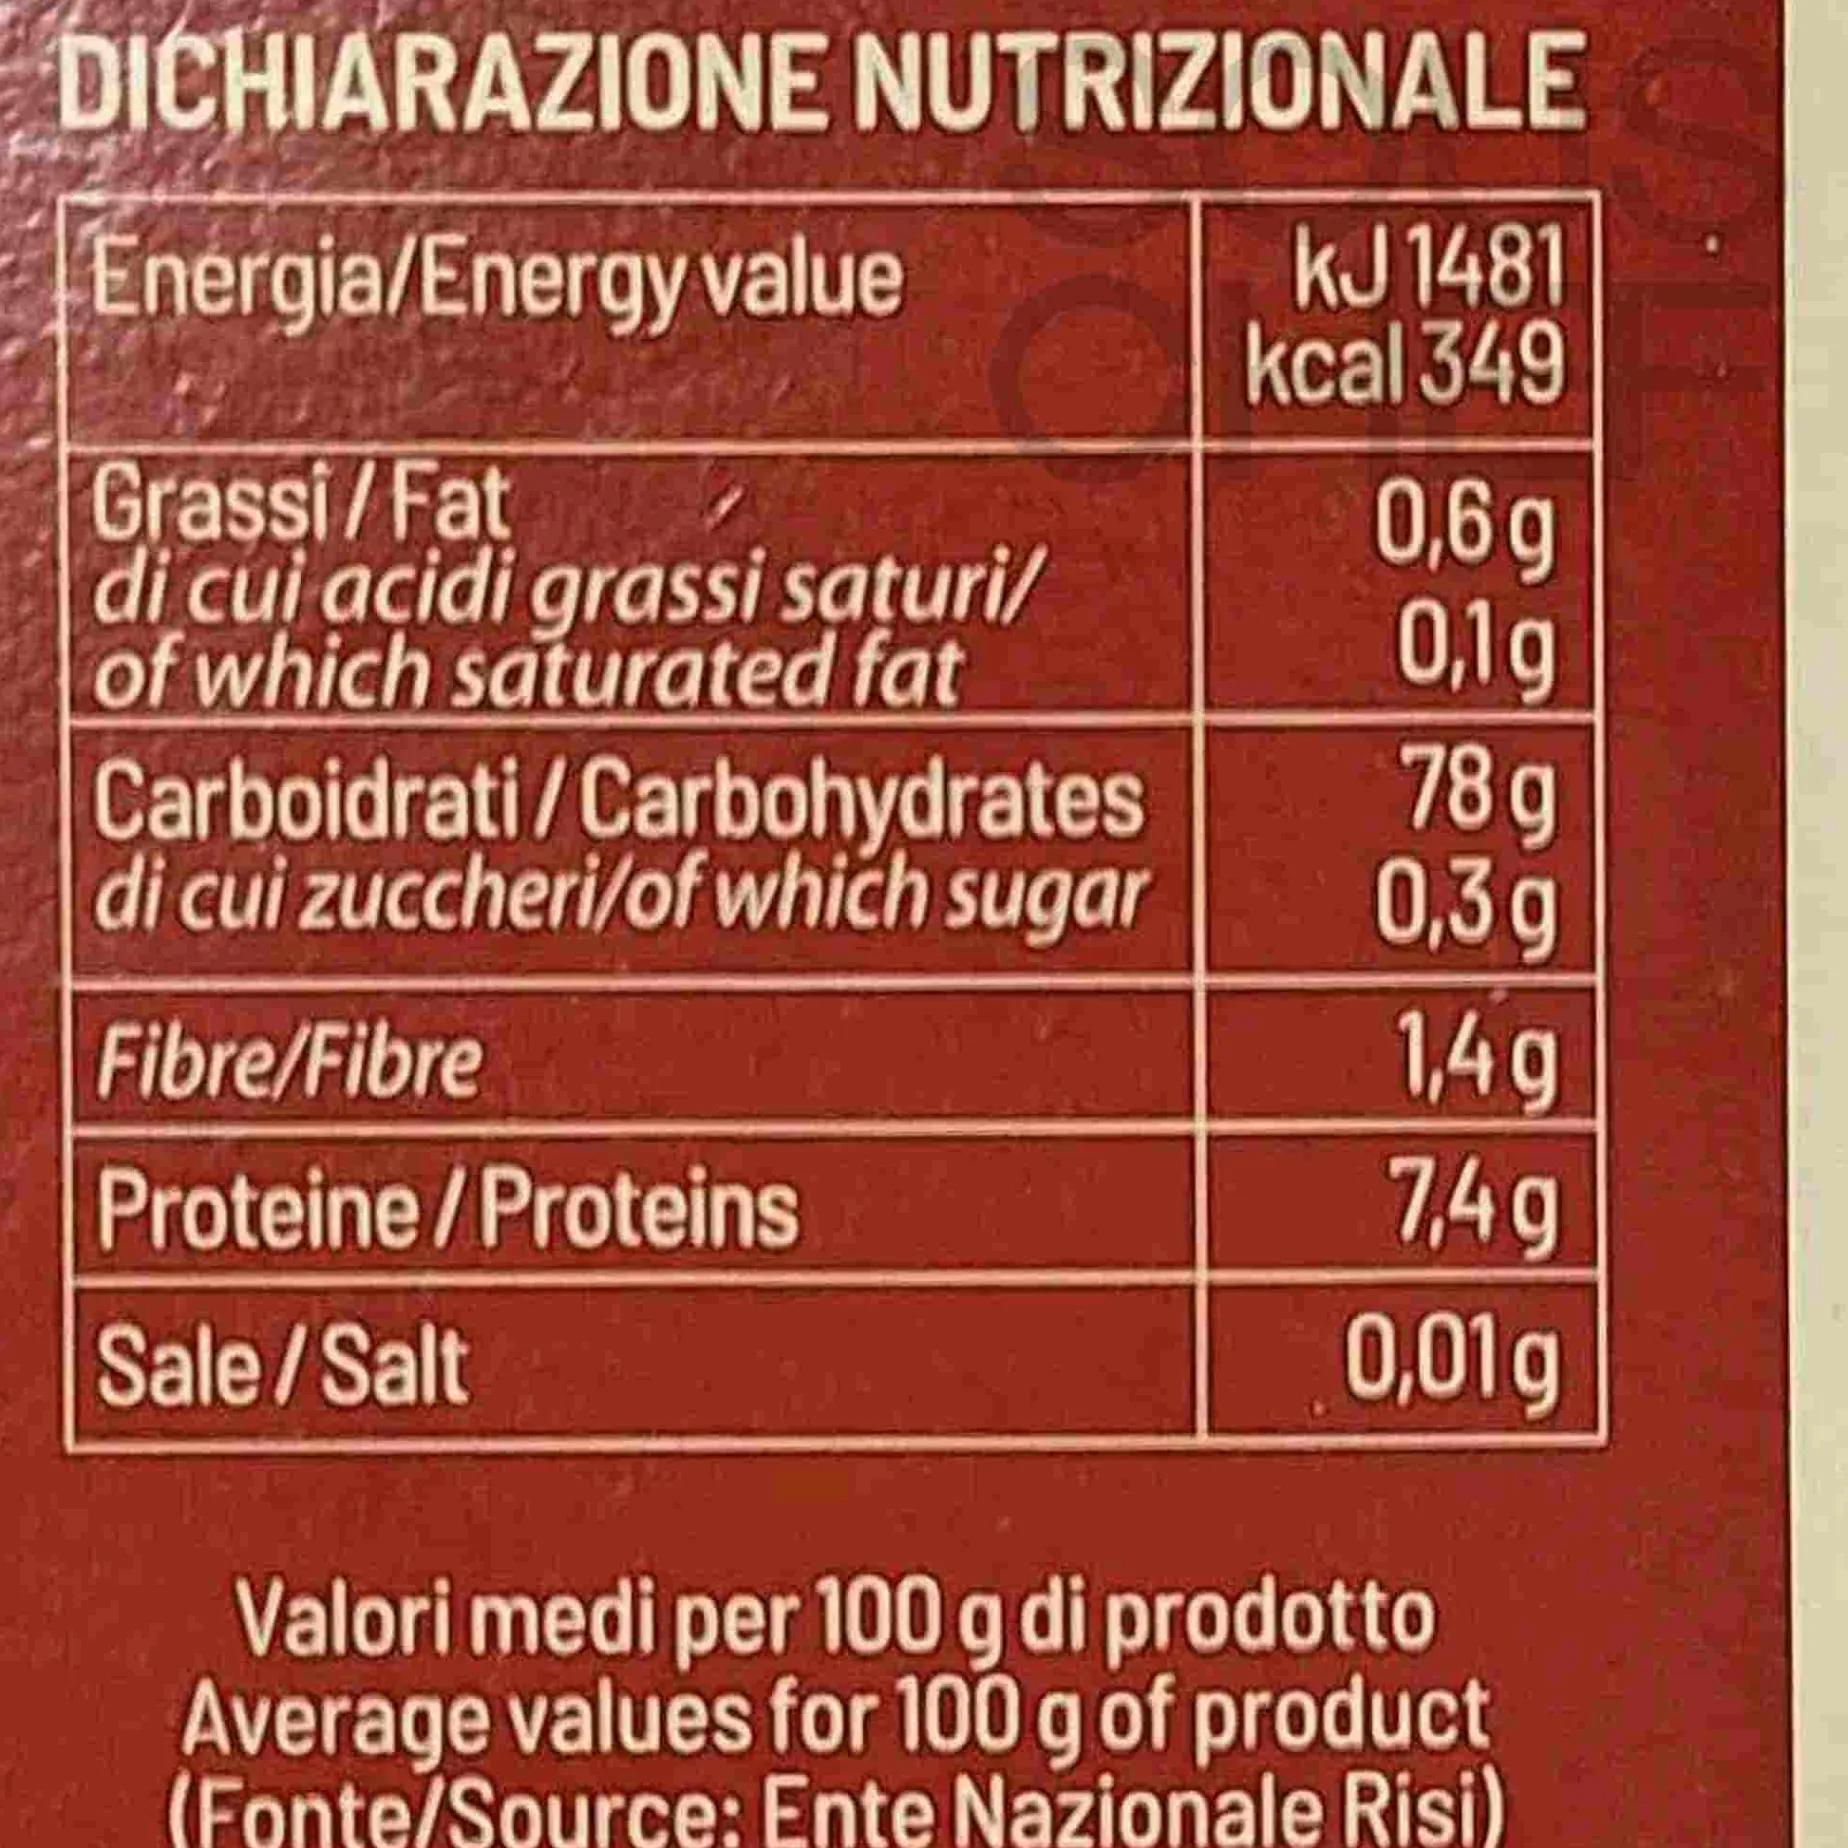 DICHIARAZIONE NUTRIZIONALE
Energia/Energy value
kJ 1481
kcal 349
Grassi / Fat
0,6 g
di cui acidi grassi saturi/
of which saturated fat
0,1 g
Carboidrati / Carbohydrates
78 g
di cui zuccheri/of which sugar
0,3 g
Fibre/Fibre
1,4 g
Proteine / Proteins
7,4 g
Sale / Salt
0,01 g
Valori medi per 100 g di prodotto
Average values for 100 g of product
(Fonte/Source: Ente Nazionale Risi)